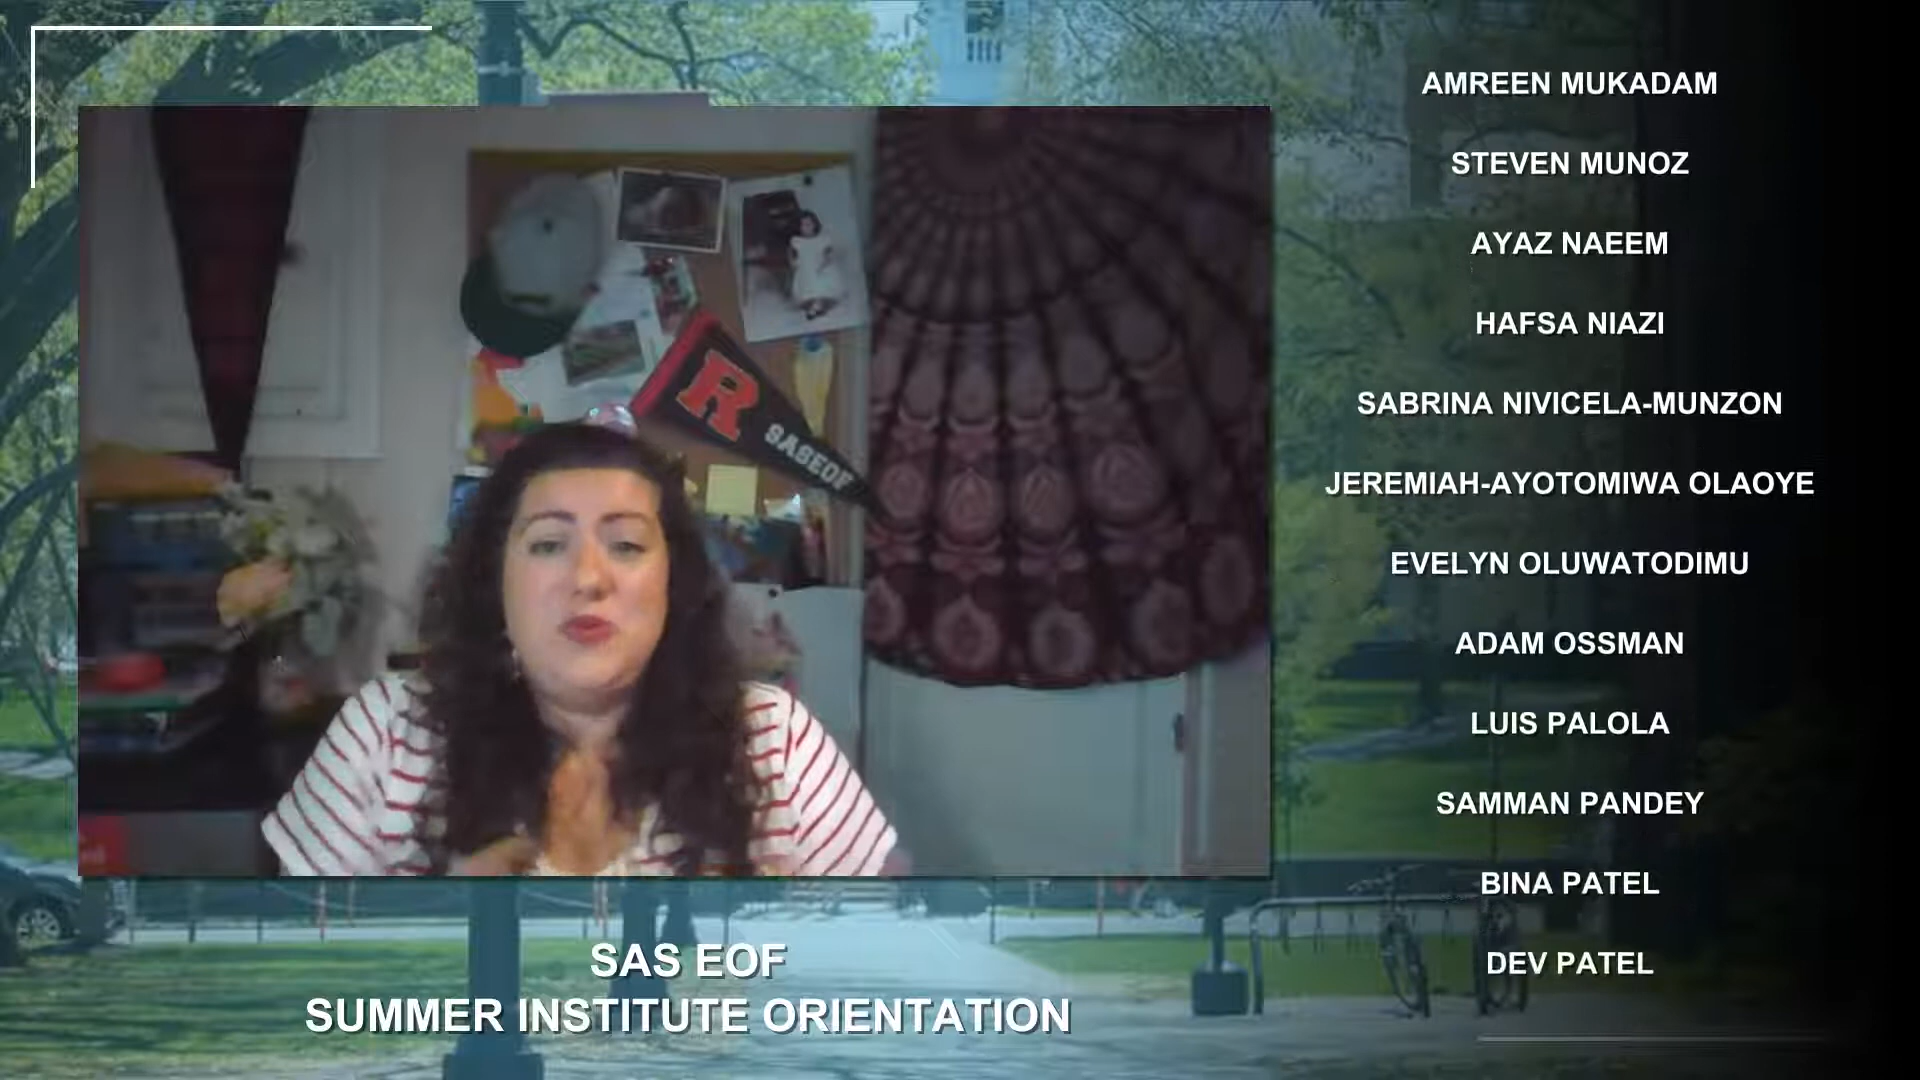 AMREEN MUKADAM
STEVEN MUNOZ
AYAZ NAEEM
HAFSA NIAZI
SABRINA NIVICELA-MUNZON
JEREMIAH-AYOTOMIWA OLAOYE
EVELYN OLUWATODIMU
ADAM OSSMAN
LUIS PALOLA
SAMMAN PANDEY
BINA PATEL
DEV PATEL
R SASEOF
SAS EOF
SUMMER INSTITUTE ORIENTATION